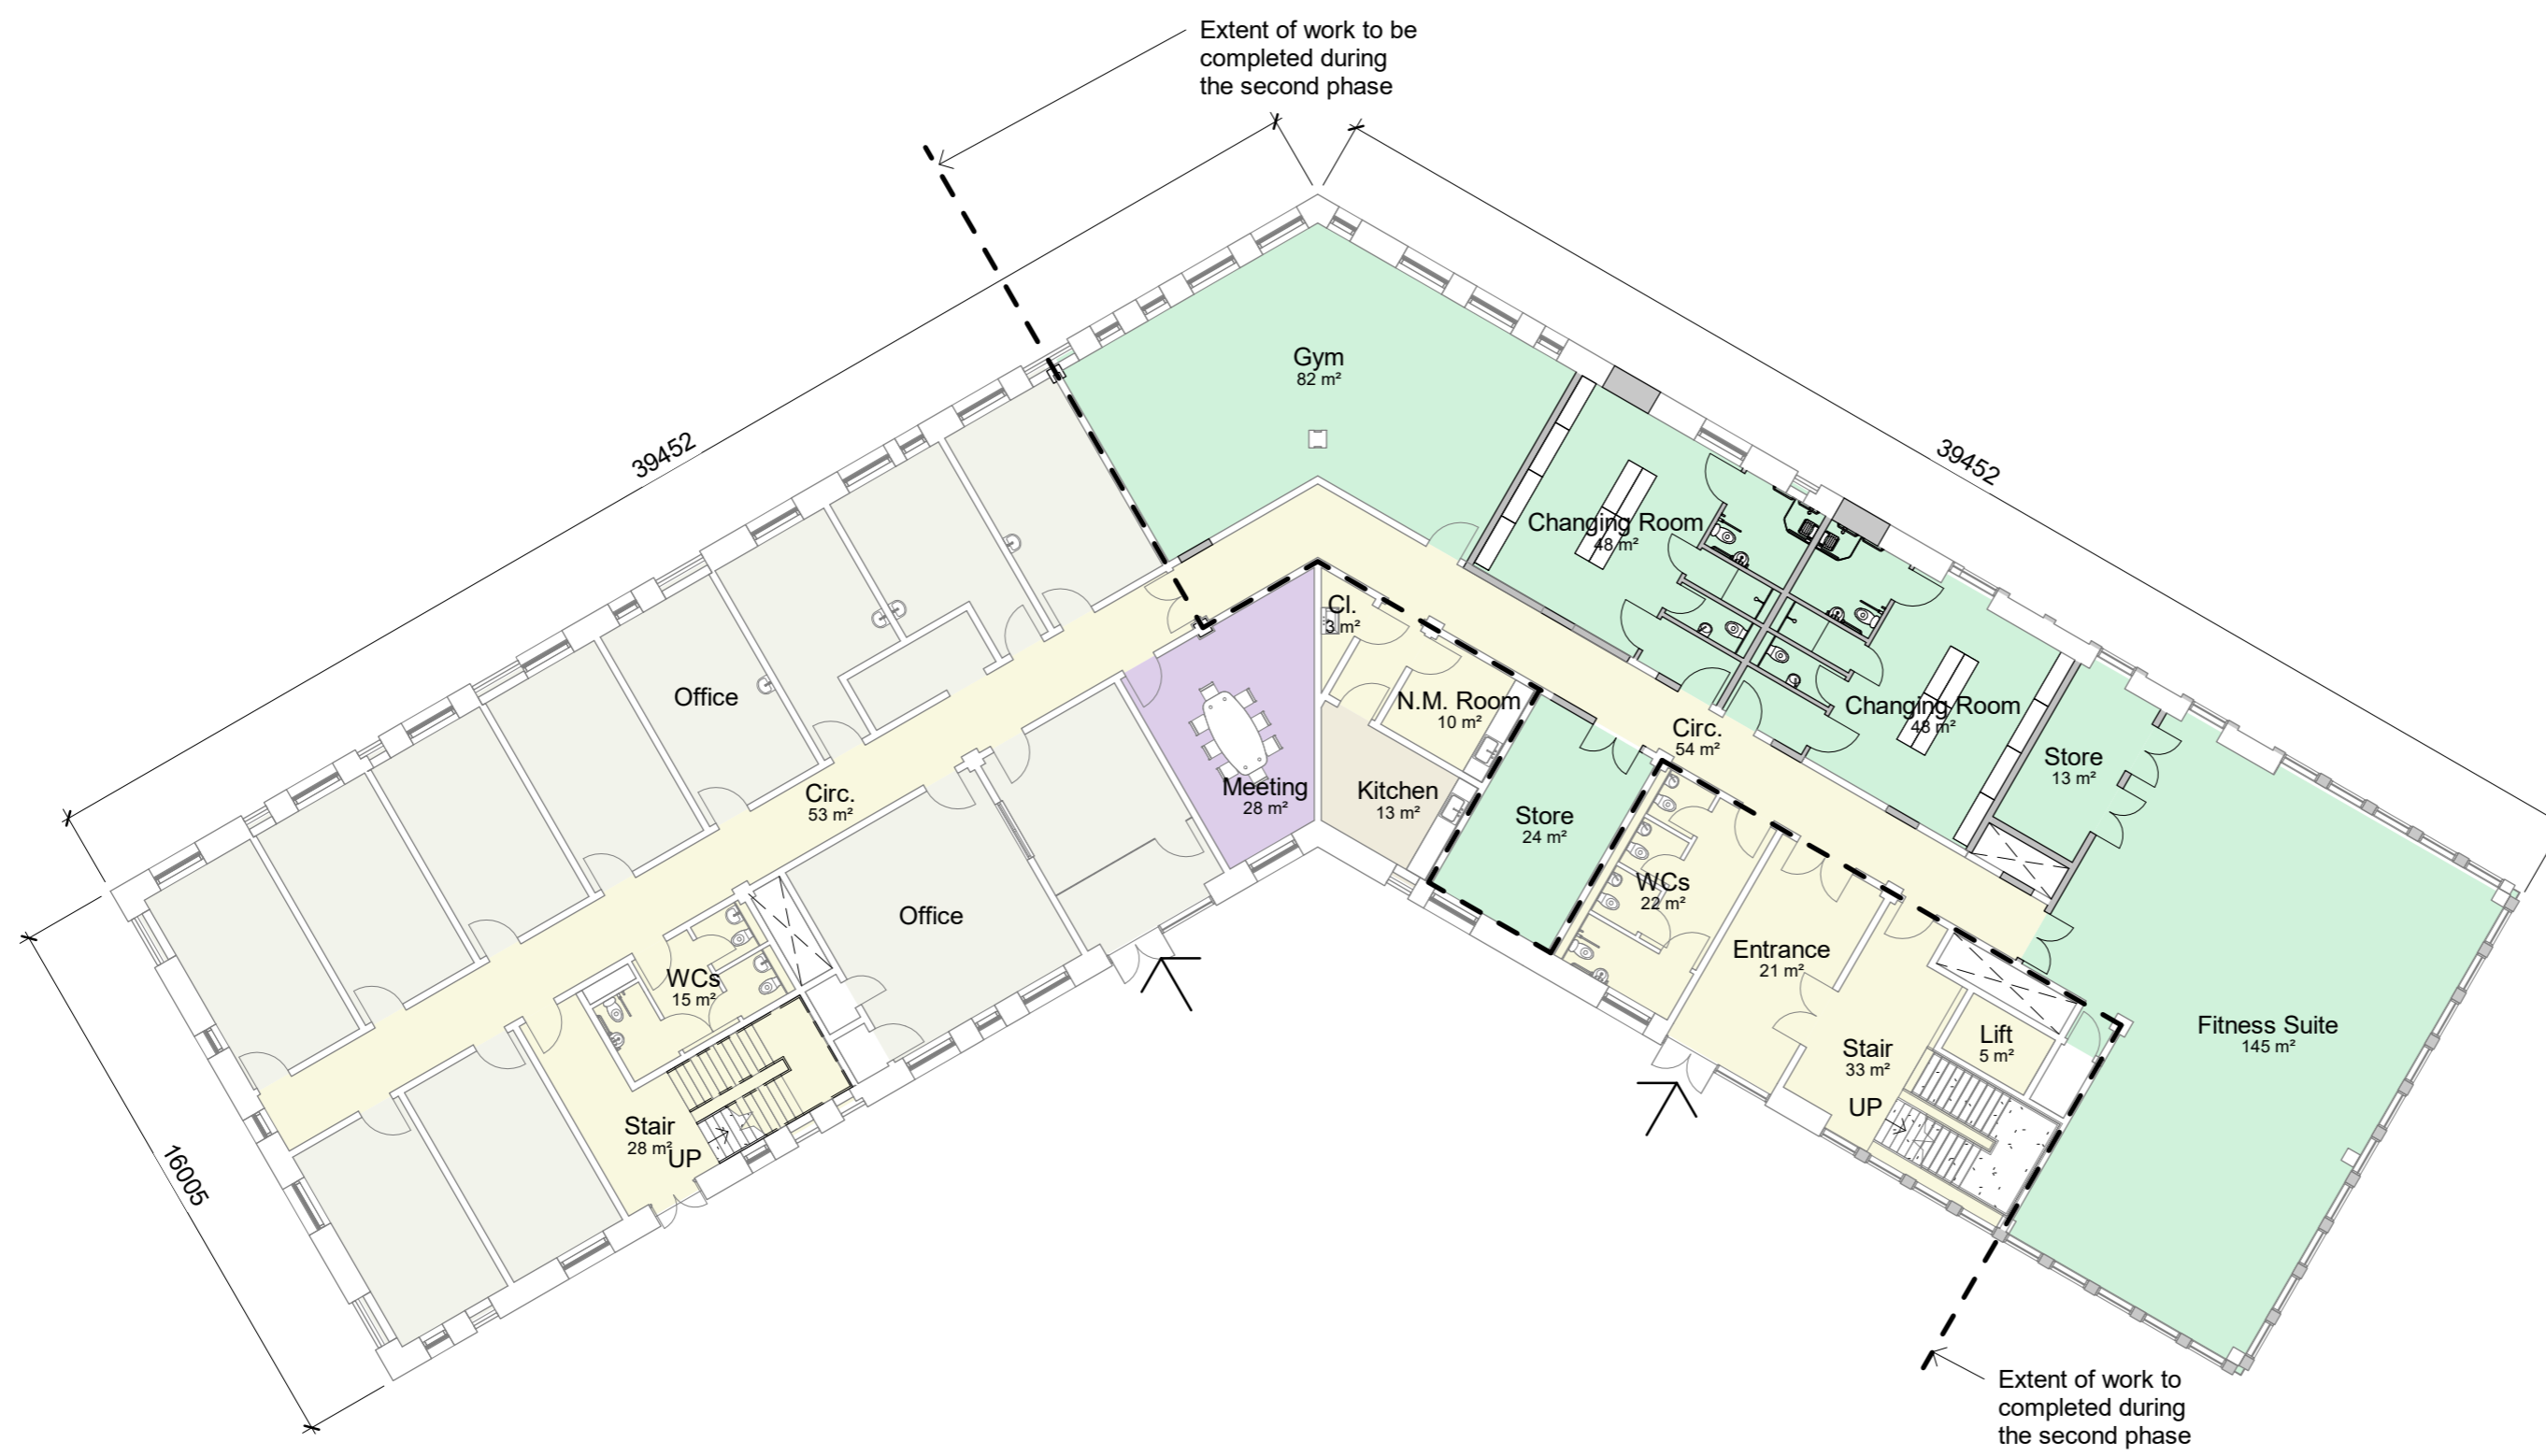 Extent of work to be
completed during
the second phase
39452
39452
Gym
82 m²
Changing Room
48 m²
Cl.
3 m²
Office
N.M. Room
10 m²
Changing Room
48 m²
Circ.
54 m²
Store
13 m²
Meeting
28 m²
Kitchen
13 m²
Circ.
53 m²
Store
24 m²
WCs
22 m²
Office
Entrance
21 m²
WCs
15 m²
Fitness Suite
145 m²
Lift
5 m²
Stair
33 m²
UP
Stair
28 m²
UP
16005
Extent of work to
completed during
the second phase